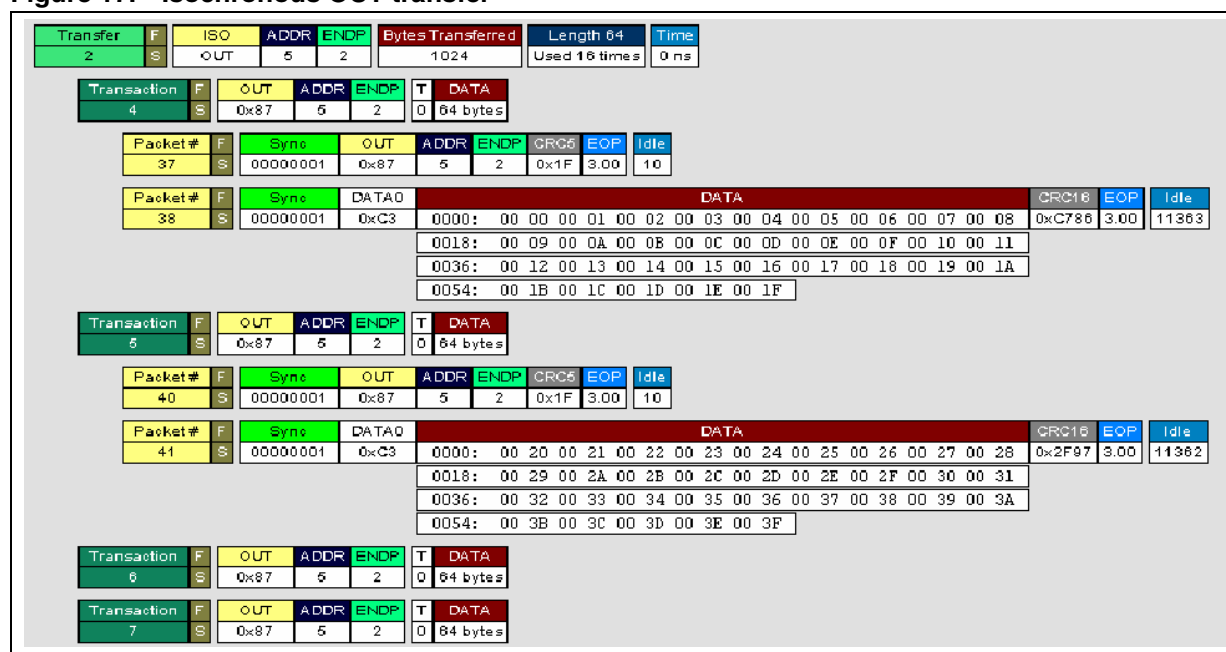 Transfer F ISO ADDR ENDP Bytes Transferred Length 64 Time
2 S OUT 5 2 1024 Used 16 times 0 ns
Transaction F OUT ADDR ENDP T DATA
4 S 0x87 5 2 0 64 bytes
Packet# F Sync OUT ADDR ENDP CRC5 EOP Idle
37 S 00000001 0x87 5 2 0x1F 3.00 10
Packet# F Sync DATA0 DATA CRC16 EOP Idle
38 S 00000001 0xC3 0000: 00 00 00 01 00 02 00 03 00 04 00 05 00 06 00 07 00 08 0xC786 3.00 11363
0018: 00 09 00 0A 00 0B 00 0C 00 0D 00 0E 00 0F 00 10 00 11
0036: 00 12 00 13 00 14 00 15 00 16 00 17 00 18 00 19 00 1A
0054: 00 1B 00 1C 00 1D 00 1E 00 1F
Transaction F OUT ADDR ENDP T DATA
5 S 0x87 5 2 0 64 bytes
Packet# F Sync OUT ADDR ENDP CRC5 EOP Idle
40 S 00000001 0x87 5 2 0x1F 3.00 10
Packet# F Sync DATA0 DATA CRC16 EOP Idle
41 S 00000001 0xC3 0000: 00 20 00 21 00 22 00 23 00 24 00 25 00 26 00 27 00 28 0x2F97 3.00 11362
0018: 00 29 00 2A 00 2B 00 2C 00 2D 00 2E 00 2F 00 30 00 31
0036: 00 32 00 33 00 34 00 35 00 36 00 37 00 38 00 39 00 3A
0054: 00 3B 00 3C 00 3D 00 3E 00 3F
Transaction F OUT ADDR ENDP T DATA
6 S 0x87 5 2 0 64 bytes
Transaction F OUT ADDR ENDP T DATA
7 S 0x87 5 2 0 64 bytes